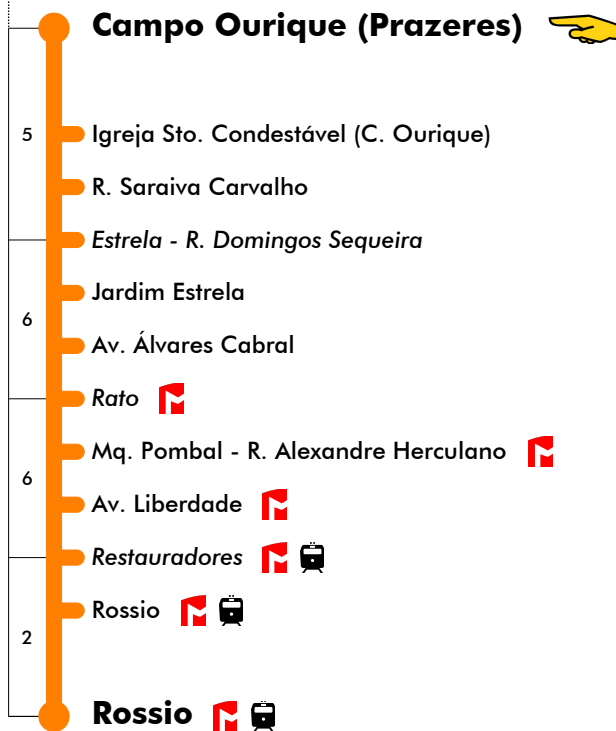 Campo Ourique (Prazeres)
5
Igreja Sto. Condestável (C. Ourique)
R. Saraiva Carvalho
Estrela - R. Domingos Sequeira
Jardim Estrela
6
Av. Álvares Cabral
Rato
Mq. Pombal - R. Alexandre Herculano
6
Av. Liberdade
Restauradores
Rossio
2
Rossio